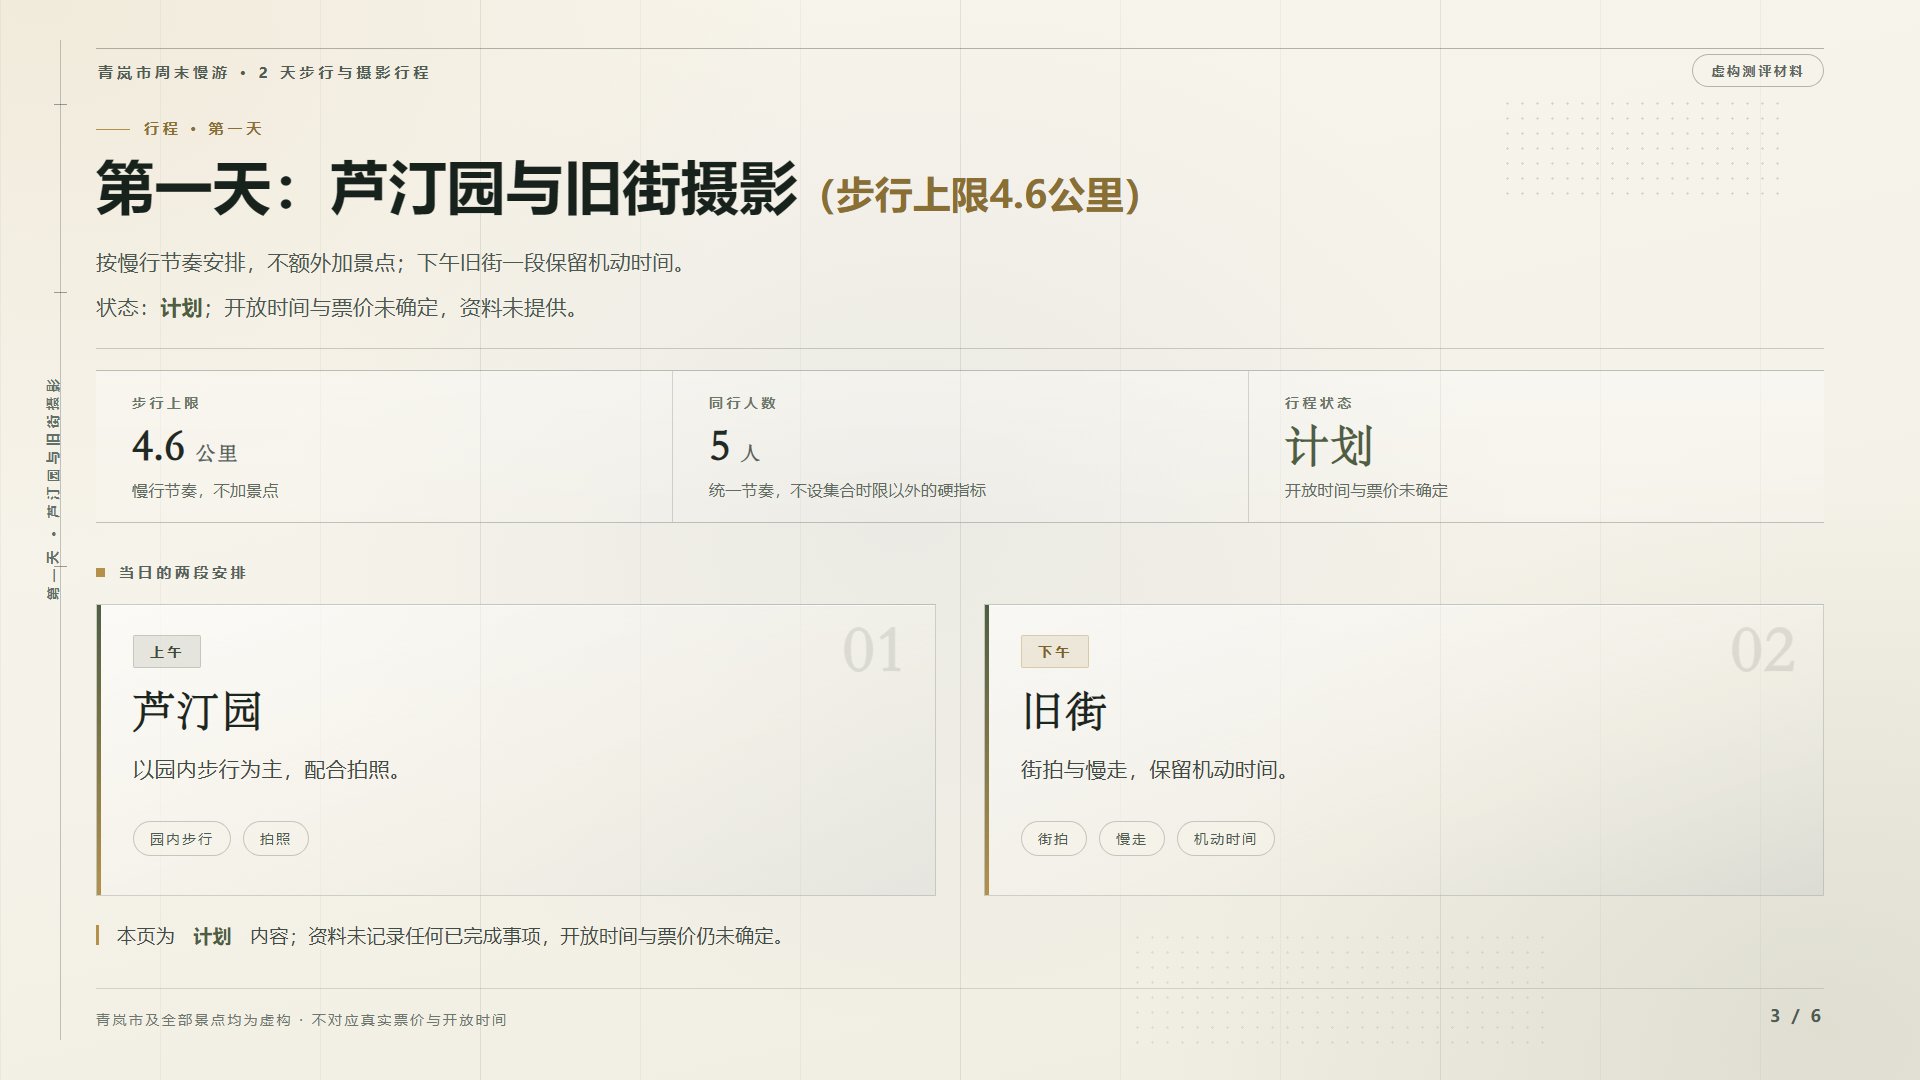 青岚市周末慢游 • 2 天步行与摄影行程
虚构测评材料
行程 • 第一天
第一天：芦汀园与旧街摄影（步行上限4.6公里）
按慢行节奏安排，不额外加景点；下午旧街一段保留机动时间。
状态：计划；开放时间与票价未确定，资料未提供。
第一天 • 芦汀园与旧街摄影
步行上限
4.6 公里
慢行节奏，不加景点
同行人数
5 人
统一节奏，不设集合时限以外的硬指标
行程状态
计划
开放时间与票价未确定
当日的两段安排
上午
01
芦汀园
以园内步行为主，配合拍照。
园内步行
拍照
下午
02
旧街
街拍与慢走，保留机动时间。
街拍
慢走
机动时间
本页为 计划 内容；资料未记录任何已完成事项，开放时间与票价仍未确定。
青岚市及全部景点均为虚构 · 不对应真实票价与开放时间
3 / 6